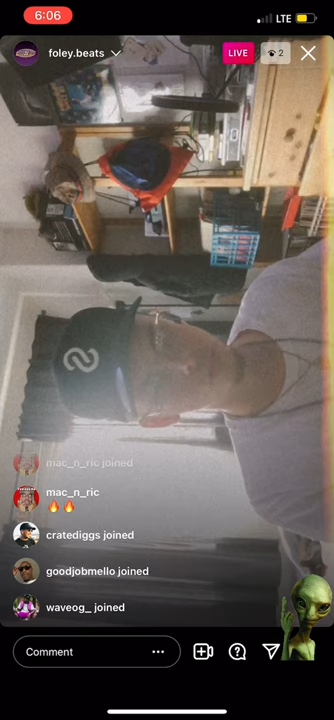 6:06
LTE
foley.beats
LIVE
2
mac_n_ric joined
mac_n_ric
🔥🔥
cratediggs joined
goodjobmello joined
waveog_ joined
Comment